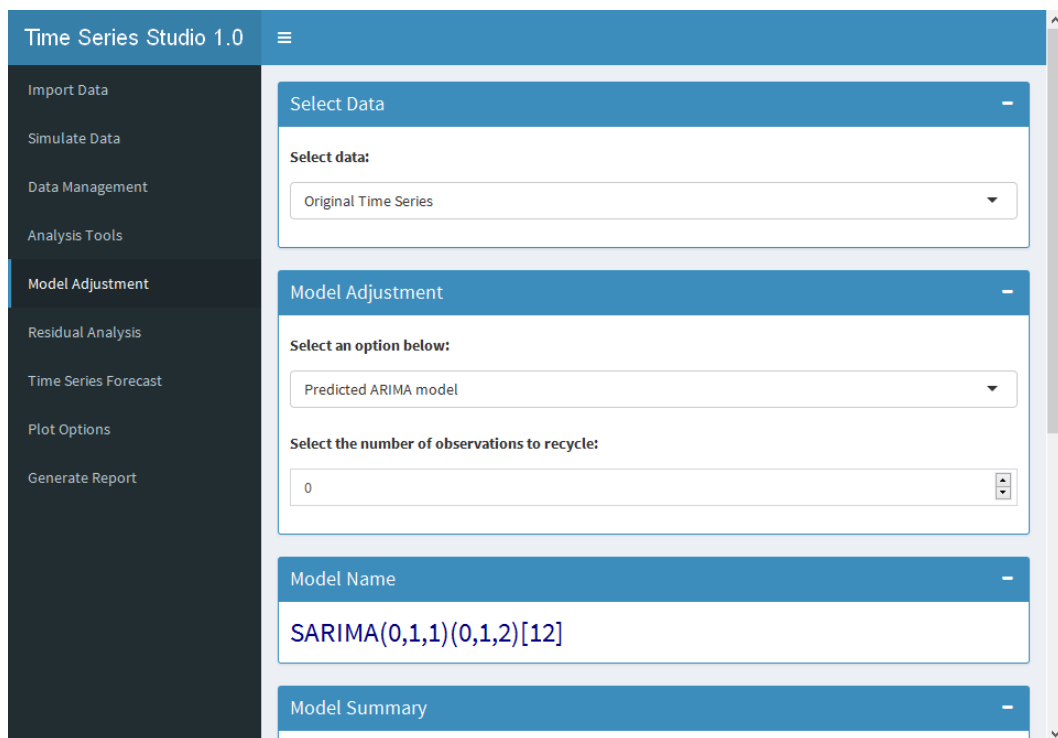 Time Series Studio 1.0
Import Data
Simulate Data
Data Management
Analysis Tools
Model Adjustment
Residual Analysis
Time Series Forecast
Plot Options
Generate Report
Select Data
Select data:
Original Time Series
Model Adjustment
Select an option below:
Predicted ARIMA model
Select the number of observations to recycle:
0
Model Name
SARIMA(0,1,1)(0,1,2)[12]
Model Summary